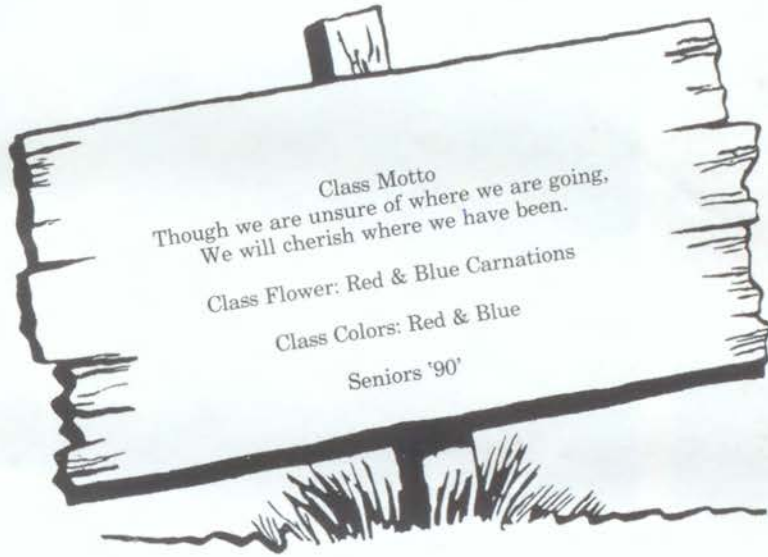 Class Motto
Though we are unsure of where we are going,
We will cherish where we have been.
Class Flower: Red & Blue Carnations
Class Colors: Red & Blue
Seniors '90'